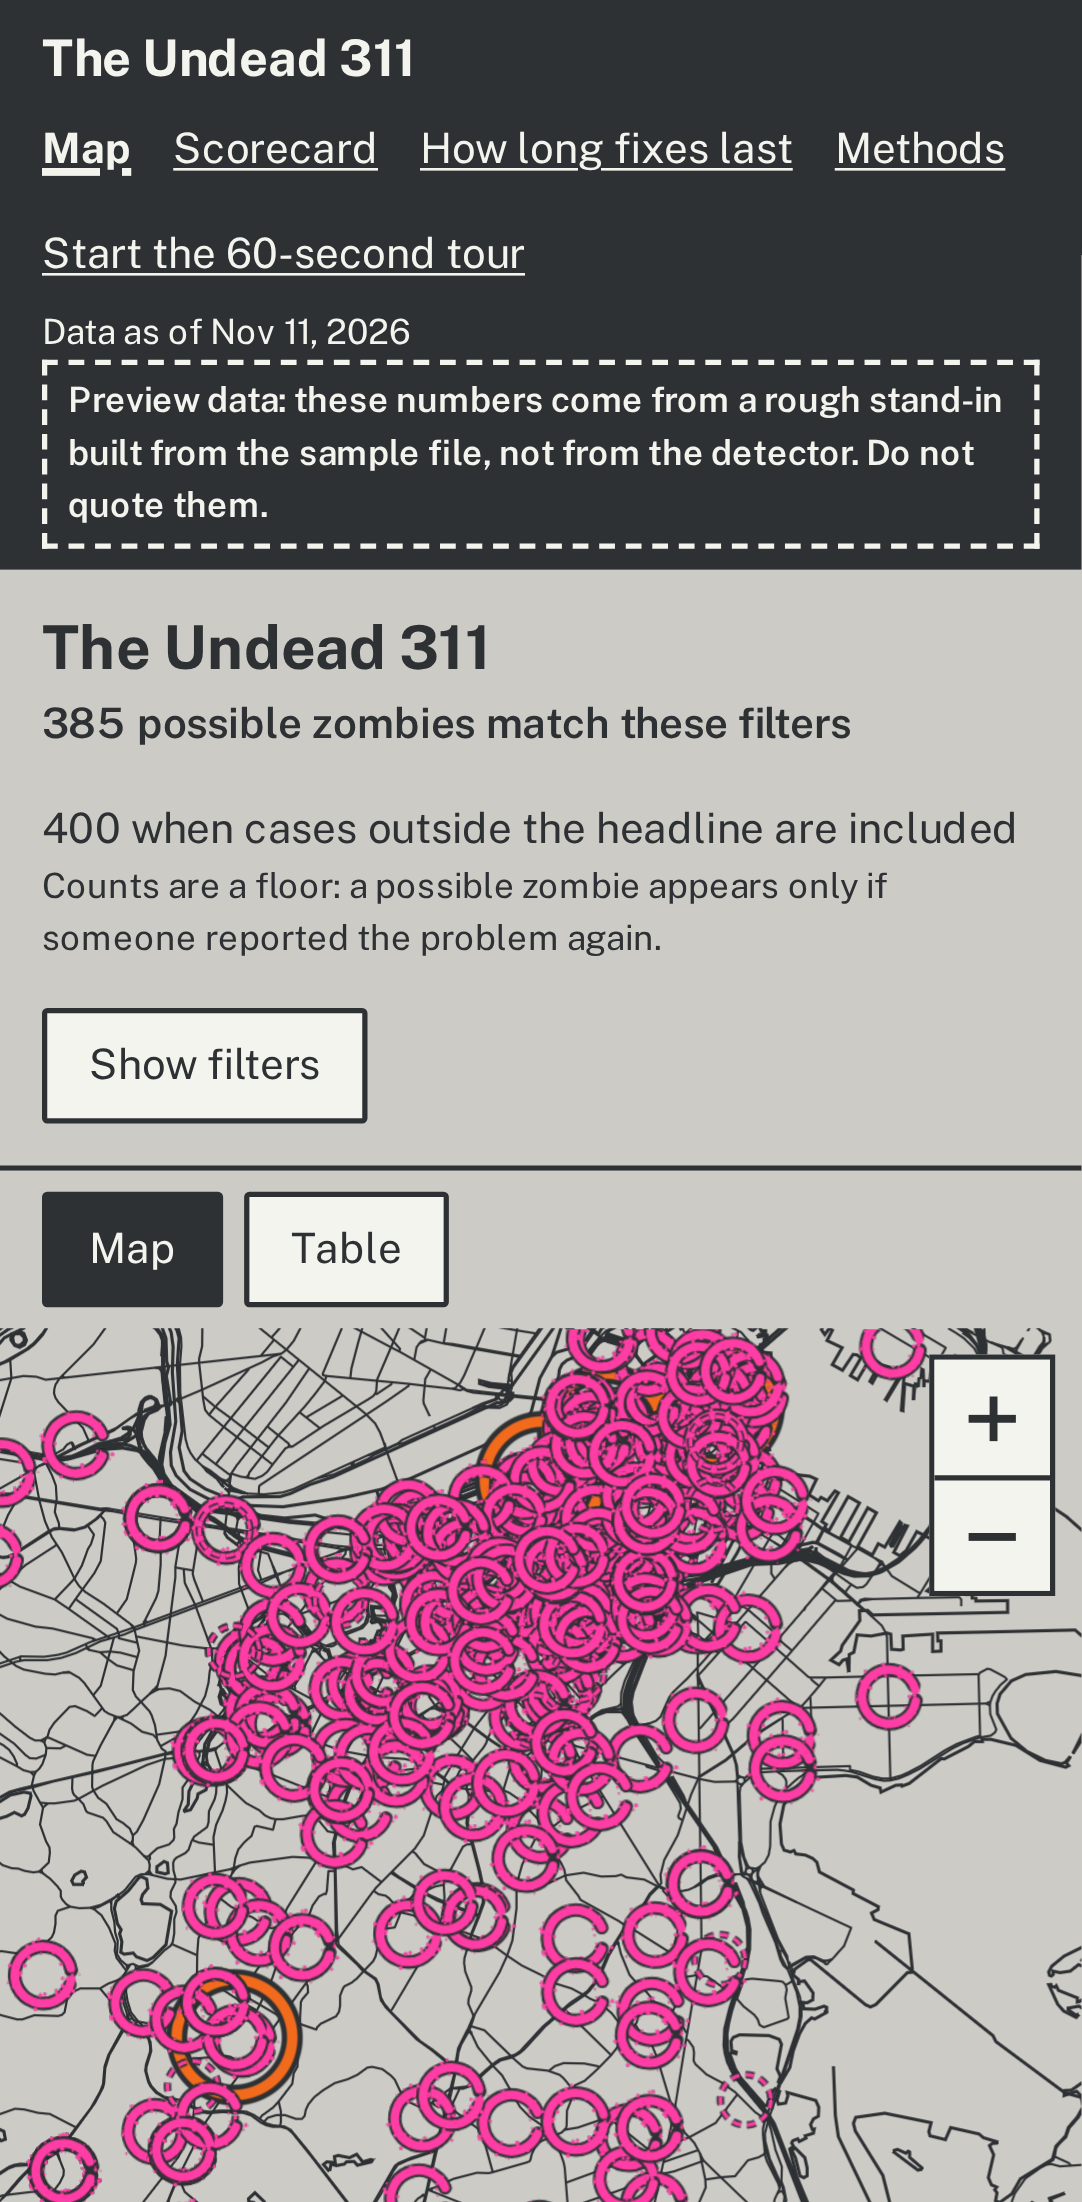 The Undead 311
Map Scorecard How long fixes last Methods
Start the 60-second tour
Data as of Nov 11, 2026
Preview data: these numbers come from a rough stand-in
built from the sample file, not from the detector. Do not
quote them.
The Undead 311
385 possible zombies match these filters
400 when cases outside the headline are included
Counts are a floor: a possible zombie appears only if
someone reported the problem again.
Show filters
Map Table
+
−